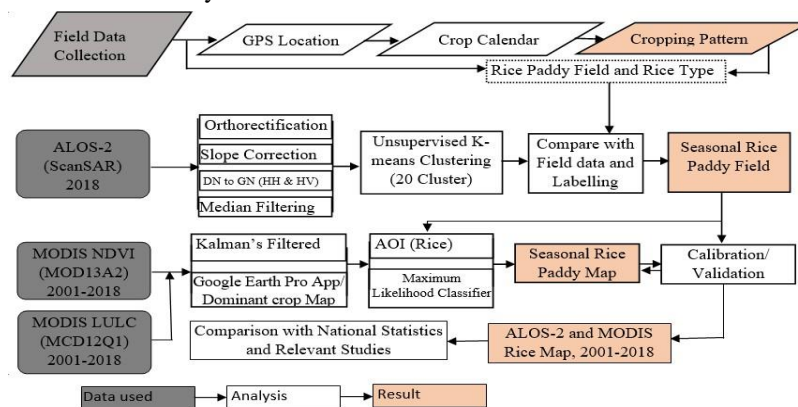 Field Data
Collection
GPS Location
Crop Calendar
Cropping Pattern
Rice Paddy Field and Rice Type
ALOS-2
(ScanSAR)
2018
Orthorectification
Slope Correction
DN to GN (HH & HV)
Median Filtering
Unsupervised K-
means Clustering
(20 Cluster)
Compare with
Field data and
Labelling
Seasonal Rice
Paddy Field
MODIS NDVI
(MOD13A2)
2001-2018
Kalman's Filtered
Google Earth Pro App/
Dominant crop Map
AOI (Rice)
Maximum
Likelihood Classifier
Seasonal Rice
Paddy Map
Calibration/
Validation
MODIS LULC
(MCD12Q1)
2001-2018
Comparison with National Statistics
and Relevant Studies
ALOS-2 and MODIS
Rice Map, 2001-2018
Data used
Analysis
Result